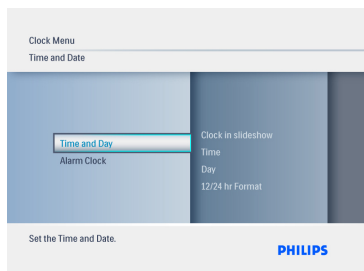 Clock Menu
Time and Date
Time and Day
Alarm Clock
Clock in slideshow
Time
Day
12/24 hr Format
Set the Time and Date.
PHILIPS